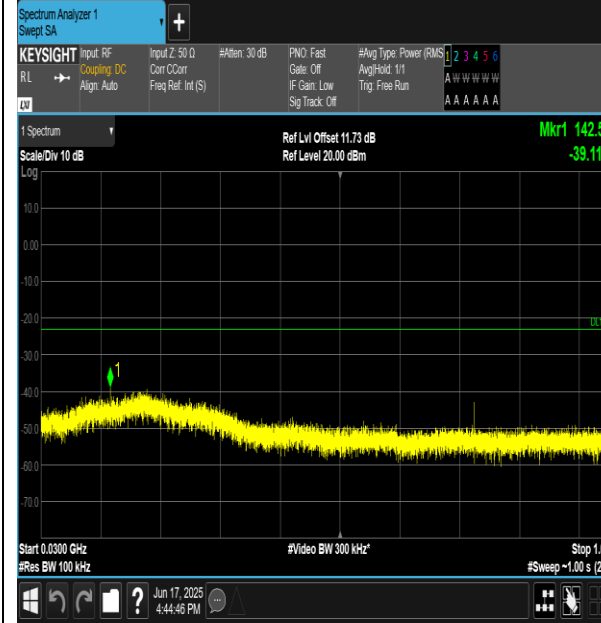 Spectrum Analyzer 1
Swept SA
+
KEYSIGHT Input: RF Input Z: 50 Ω #Atten: 30 dB PNO: Fast #Avg Type: Power (RMS 1 2 3 4 5 6
RL Coupling: DC Corr CCorr Gate: Off Avg|Hold: 1/1 A W W W W W
Align: Auto Freq Ref: Int (S) IF Gain: Low Trig: Free Run
LXI Sig Track: Off A A A A A A
1 Spectrum Ref Lvl Offset 11.73 dB Mkr1 142.5
Scale/Div 10 dB Ref Level 20.00 dBm -39.11
Log
10.0
0.00
-10.0
-20.0
DL1
-30.0
1
-40.0
-50.0
-60.0
-70.0
Start 0.0300 GHz #Video BW 300 kHz* Stop 1.
#Res BW 100 kHz #Sweep ~1.00 s (2
? Jun 17, 2025
4:44:46 PM